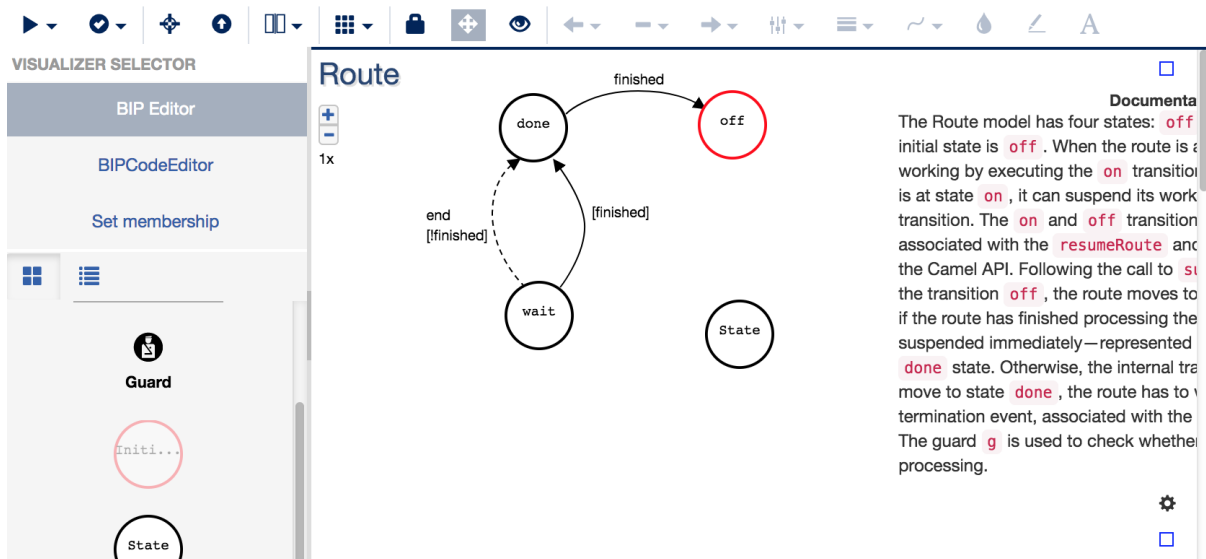 VISUALIZER SELECTOR
BIP Editor
BIPCodeEditor
Set membership
Guard
Initi...
State
Route
1x
finished
done
off
end
[!finished]
[finished]
wait
State
Documenta
The Route model has four states: off
initial state is off. When the route is a
working by executing the on transition
is at state on, it can suspend its work
transition. The on and off transition
associated with the resumeRoute and
the Camel API. Following the call to su
the transition off, the route moves to
if the route has finished processing the
suspended immediately—represented
done state. Otherwise, the internal tra
move to state done, the route has to w
termination event, associated with the
The guard g is used to check whether
processing.